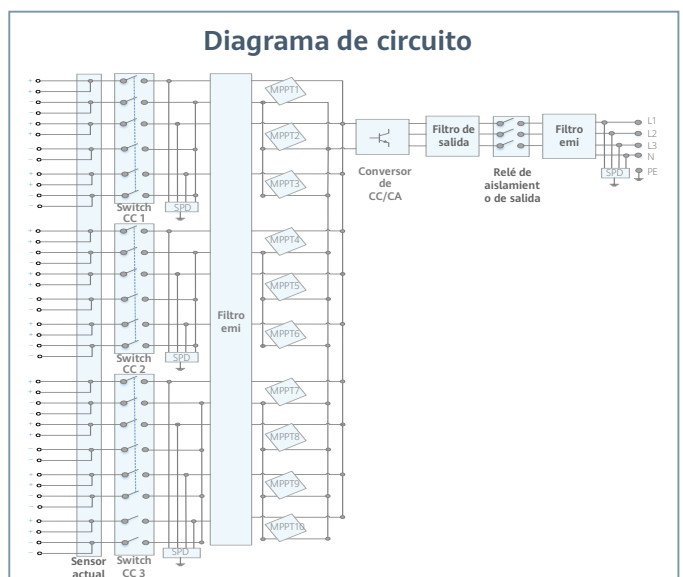 Diagrama de circuito
MPPT1
MPPT2
MPPT3
SPD
Switch
CC 1
MPPT4
MPPT5
MPPT6
SPD
Switch
CC 2
Filtro
emi
MPPT7
MPPT8
MPPT9
MPPT10
SPD
Sensor
actual
Switch
CC 3
Conversor
de
CC/CA
Filtro de
salida
Relé de
aislamient
o de salida
Filtro
emi
SPD
L1
L2
L3
N
PE